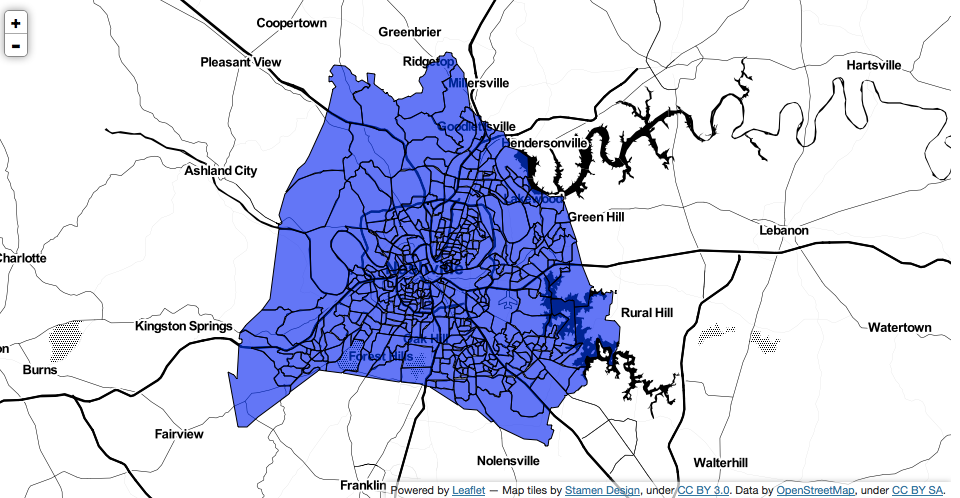 +
-
Coopertown
Greenbrier
Pleasant View
Ridgetop
Hartsville
Millersville
Goodlettsville
Hendersonville
Ashland City
Lakewood
Green Hill
Lebanon
Charlotte
Nashville
Rural Hill
Kingston Springs
Watertown
Oak Hill
on
Forest Hills
Burns
Fairview
Nolensville
Walterhill
Franklin
Powered by Leaflet — Map tiles by Stamen Design, under CC BY 3.0. Data by OpenStreetMap, under CC BY SA.